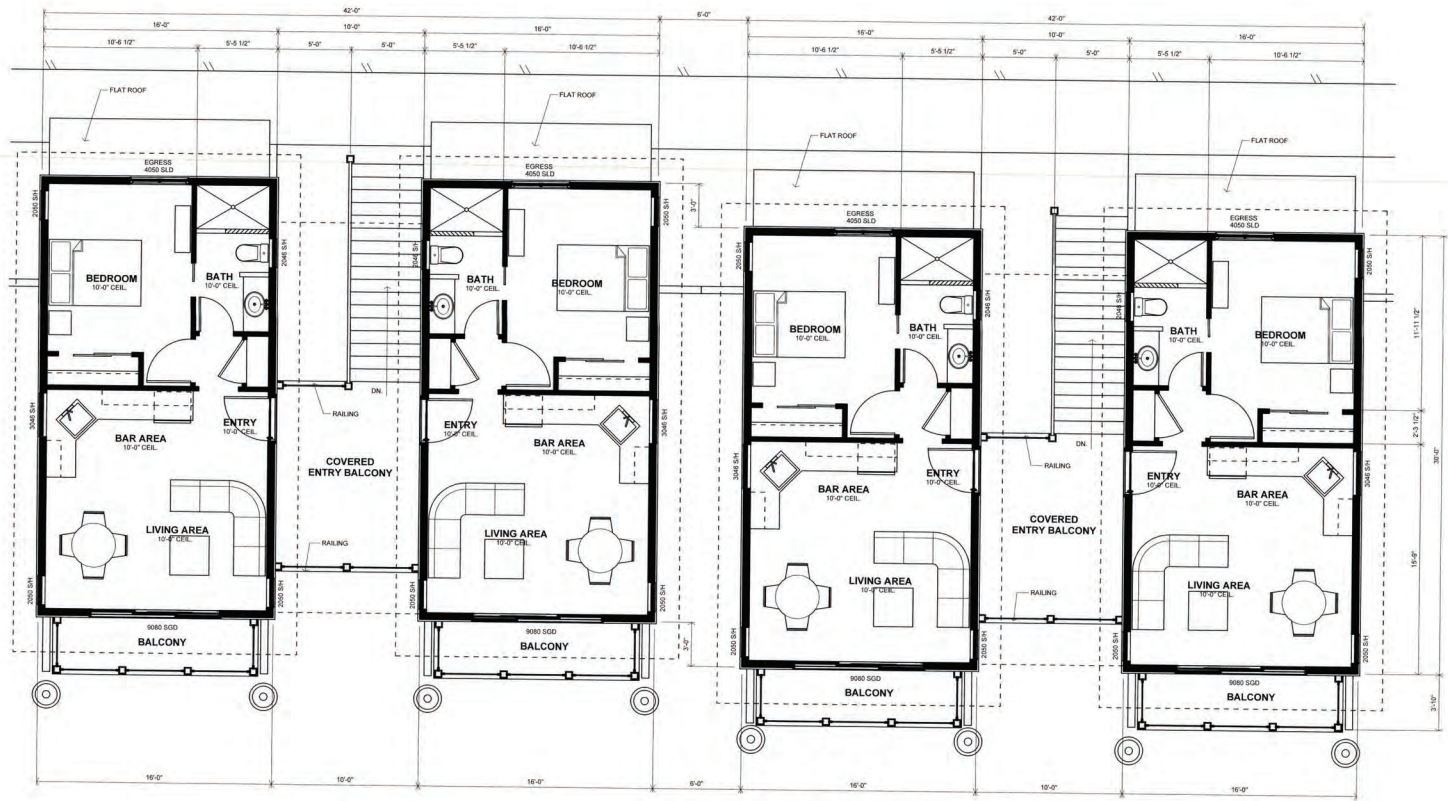 42'-0"
6'-0"
42'-0"
16'-0"
10'-0"
16'-0"
16'-0"
10'-0"
16'-0"
10'-6 1/2"
5'-5 1/2"
5'-0"
5'-0"
5'-5 1/2"
10'-6 1/2"
10'-6 1/2"
5'-5 1/2"
5'-0"
5'-0"
5'-5 1/2"
10'-6 1/2"
FLAT ROOF
FLAT ROOF
FLAT ROOF
FLAT ROOF
EGRESS
4050 SLD
2050 S/H
2046 S/H
BEDROOM
10'-0" CEIL.
BATH
10'-0" CEIL.
3046 S/H
BAR AREA
10'-0" CEIL.
ENTRY
10'-0" CEIL.
LIVING AREA
10'-0" CEIL.
2050 S/H
2050 S/H
9080 SGD
BALCONY
DN.
RAILING
COVERED
ENTRY BALCONY
RAILING
EGRESS
4050 SLD
2046 S/H
2050 S/H
BATH
10'-0" CEIL.
BEDROOM
10'-0" CEIL.
ENTRY
10'-0" CEIL.
BAR AREA
10'-0" CEIL.
3046 S/H
LIVING AREA
10'-0" CEIL.
2050 S/H
2050 S/H
9080 SGD
BALCONY
3'-0"
3'-0"
EGRESS
4050 SLD
2050 S/H
2046 S/H
BEDROOM
10'-0" CEIL.
BATH
10'-0" CEIL.
3046 S/H
BAR AREA
10'-0" CEIL.
ENTRY
10'-0" CEIL.
LIVING AREA
10'-0" CEIL.
2050 S/H
2050 S/H
9080 SGD
BALCONY
DN.
RAILING
COVERED
ENTRY BALCONY
RAILING
EGRESS
4050 SLD
2046 S/H
2050 S/H
BATH
10'-0" CEIL.
BEDROOM
10'-0" CEIL.
ENTRY
10'-0" CEIL.
BAR AREA
10'-0" CEIL.
3046 S/H
LIVING AREA
10'-0" CEIL.
2050 S/H
2050 S/H
9080 SGD
BALCONY
11'-11 1/2"
2'-3 1/2"
30'-0"
15'-9"
3'-10"
16'-0"
10'-0"
16'-0"
6'-0"
16'-0"
10'-0"
16'-0"